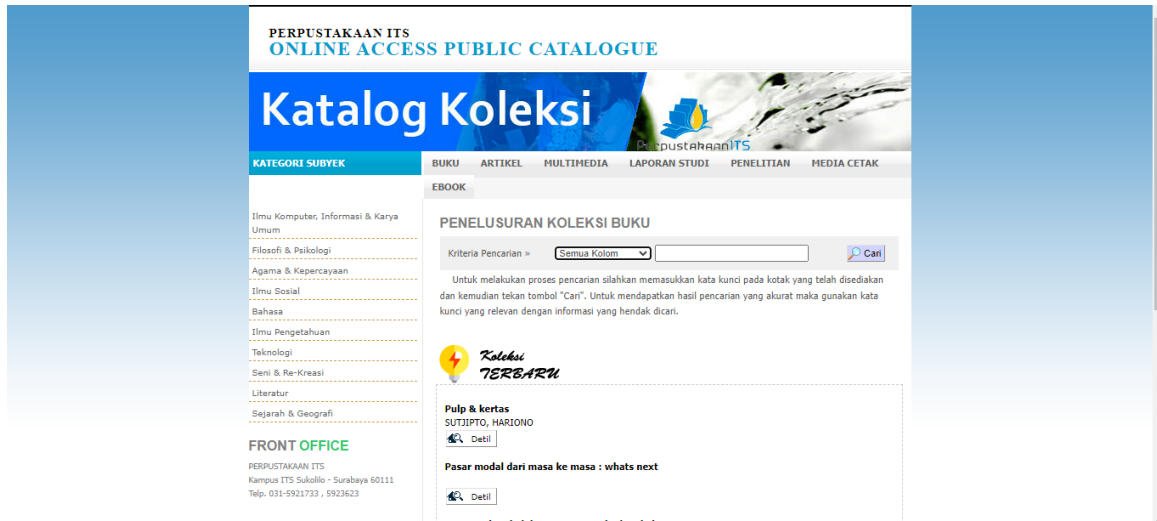 PERPUSTAKAAN ITS
ONLINE ACCESS PUBLIC CATALOGUE
Katalog Koleksi
PerpustakaanITS
KATEGORI SUBYEK
BUKU ARTIKEL MULTIMEDIA LAPORAN STUDI PENELITIAN MEDIA CETAK
EBOOK
Ilmu Komputer, Informasi & Karya
Umum
Filosofi & Psikologi
Agama & Kepercayaan
Ilmu Sosial
Bahasa
Ilmu Pengetahuan
Teknologi
Seni & Re-Kreasi
Literatur
Sejarah & Geografi
FRONT OFFICE
PERPUSTAKAAN ITS
Kampus ITS Sukolilo - Surabaya 60111
Telp. 031-5921733 , 5923623
PENELUSURAN KOLEKSI BUKU
Kriteria Pencarian » Semua Kolom Cari
Untuk melakukan proses pencarian silahkan memasukkan kata kunci pada kotak yang telah disediakan
dan kemudian tekan tombol "Cari". Untuk mendapatkan hasil pencarian yang akurat maka gunakan kata
kunci yang relevan dengan informasi yang hendak dicari.
Koleksi
TERBARU
Pulp & kertas
SUTJIPTO, HARIONO
Detil
Pasar modal dari masa ke masa : whats next
Detil